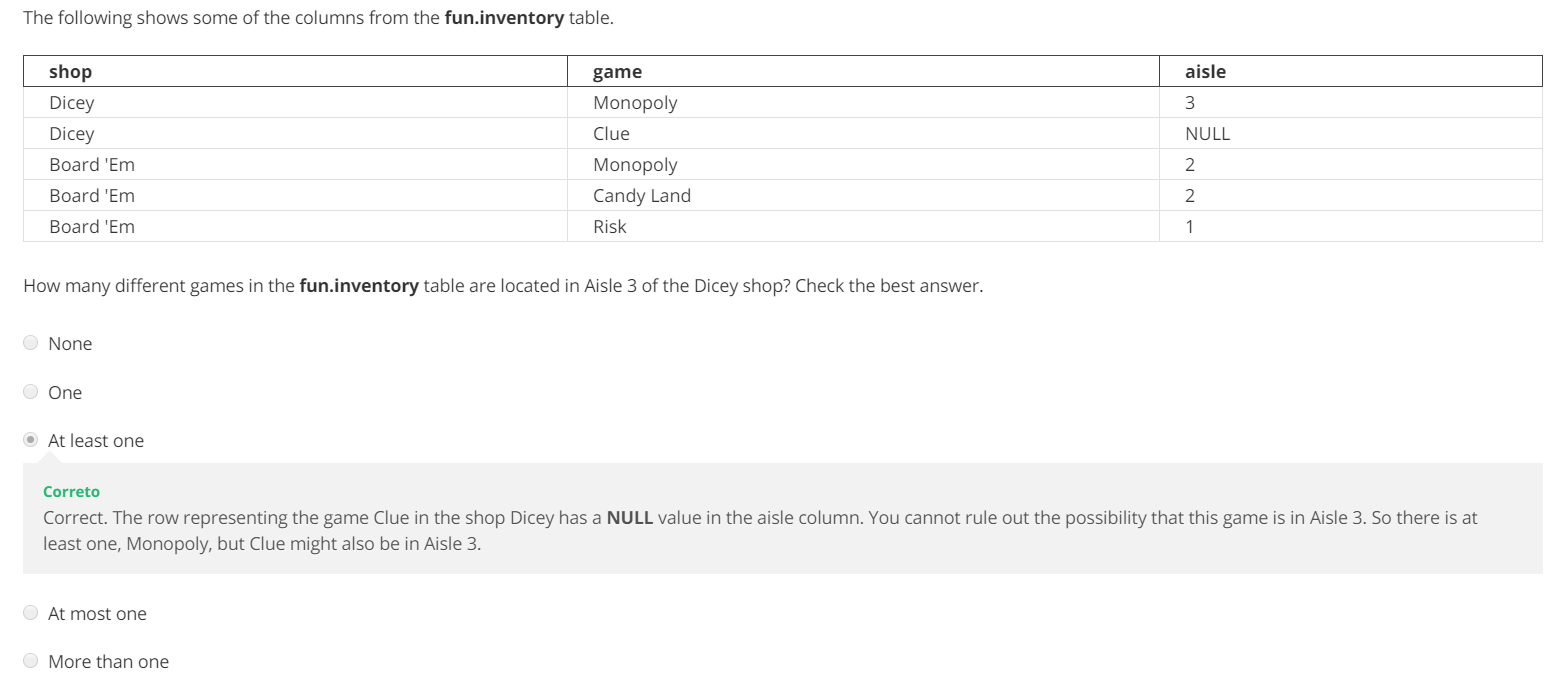 The following shows some of the columns from the fun.inventory table.
shop game aisle
Dicey Monopoly 3
Dicey Clue NULL
Board 'Em Monopoly 2
Board 'Em Candy Land 2
Board 'Em Risk 1
How many different games in the fun.inventory table are located in Aisle 3 of the Dicey shop? Check the best answer.
None
One
At least one
Correto
Correct. The row representing the game Clue in the shop Dicey has a NULL value in the aisle column. You cannot rule out the possibility that this game is in Aisle 3. So there is at
least one, Monopoly, but Clue might also be in Aisle 3.
At most one
More than one